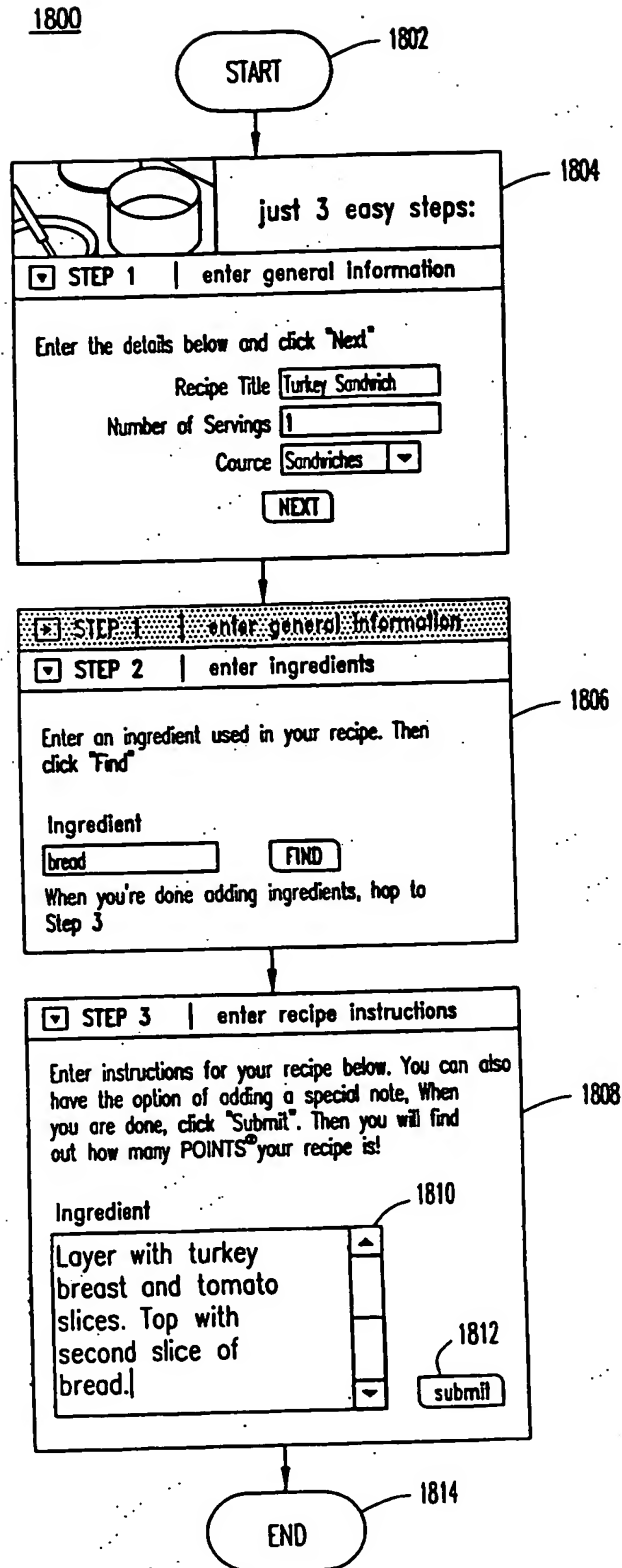 1800
START
1802
just 3 easy steps:
1804
STEP 1 | enter general information
Enter the details below and click "Next"
Recipe Title Turkey Sandwich
Number of Servings 1
Cource Sandwiches
NEXT
STEP 1 | enter general information
STEP 2 | enter ingredients
1806
Enter an ingredient used in your recipe. Then
click "Find"
Ingredient
bread FIND
When you're done adding ingredients, hop to
Step 3
STEP 3 | enter recipe instructions
Enter instructions for your recipe below. You can also
have the option of adding a special note, When
you are done, click "Submit". Then you will find
out how many POINTS® your recipe is!
1808
Ingredient
1810
Layer with turkey
breast and tomato
slices. Top with
second slice of
bread.
1812
submit
1814
END